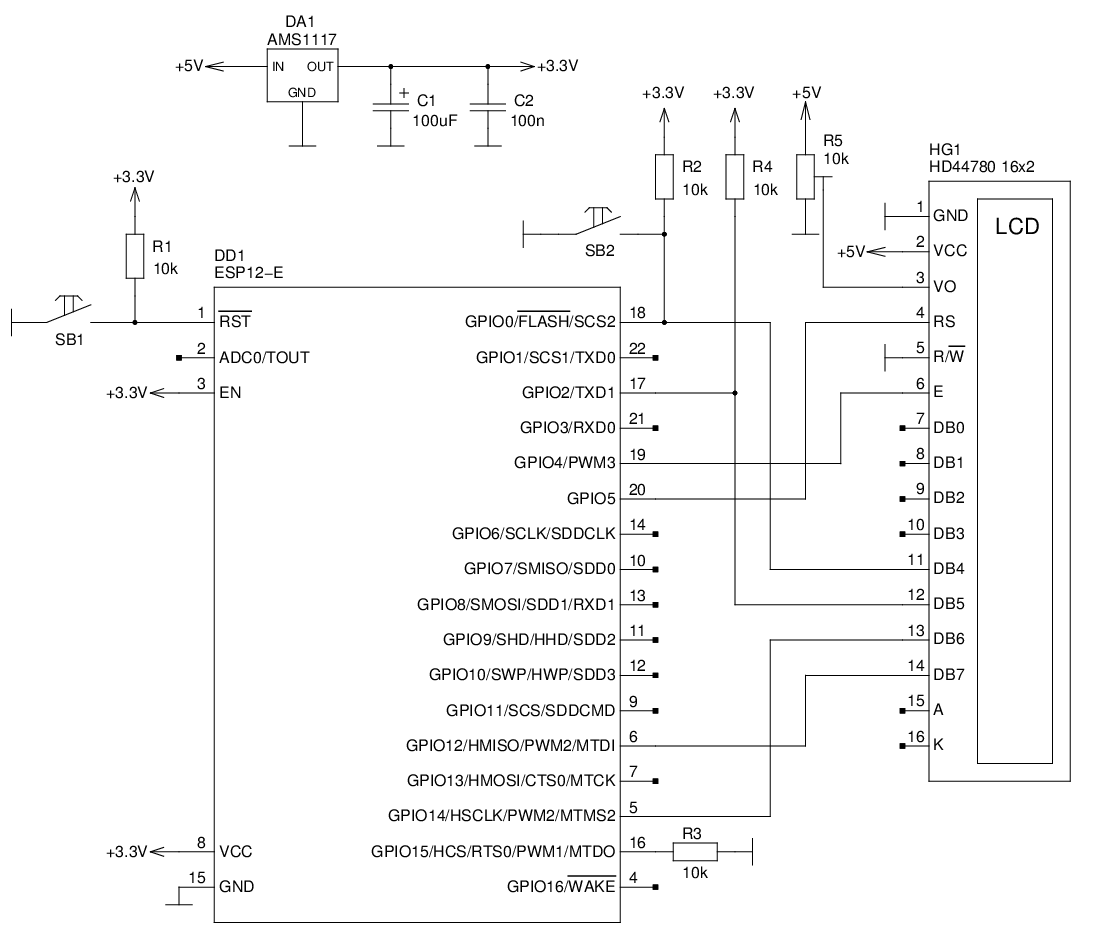 DA1
AMS1117
+5V
IN OUT
GND
+3.3V
+
C1
100uF
C2
100n
+3.3V
+3.3V
+5V
R2
10k
R4
10k
R5
10k
HG1
HD44780 16x2
+3.3V
R1
10k
SB1
SB2
DD1
ESP12-E
1 RST
2 ADC0/TOUT
+3.3V
3 EN
+3.3V
8 VCC
15 GND
GPIO0/FLASH/SCS2 18
GPIO1/SCS1/TXD0 22
GPIO2/TXD1 17
GPIO3/RXD0 21
GPIO4/PWM3 19
GPIO5 20
GPIO6/SCLK/SDDCLK 14
GPIO7/SMISO/SDD0 10
GPIO8/SMOSI/SDD1/RXD1 13
GPIO9/SHD/HHD/SDD2 11
GPIO10/SWP/HWP/SDD3 12
GPIO11/SCS/SDDCMD 9
GPIO12/HMISO/PWM2/MTDI 6
GPIO13/HMOSI/CTS0/MTCK 7
GPIO14/HSCLK/PWM2/MTMS2 5
GPIO15/HCS/RTS0/PWM1/MTDO 16
GPIO16/WAKE 4
R3
10k
LCD
1 GND
+5V
2 VCC
3 VO
4 RS
5 R/W
6 E
7 DB0
8 DB1
9 DB2
10 DB3
11 DB4
12 DB5
13 DB6
14 DB7
15 A
16 K